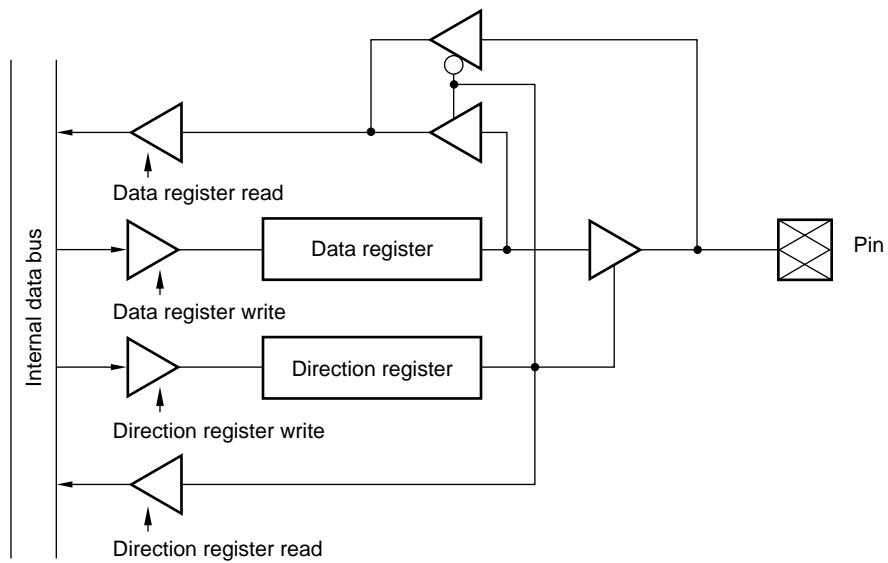 Data register read
Data register
Pin
Data register write
Internal data bus
Direction register
Direction register write
Direction register read